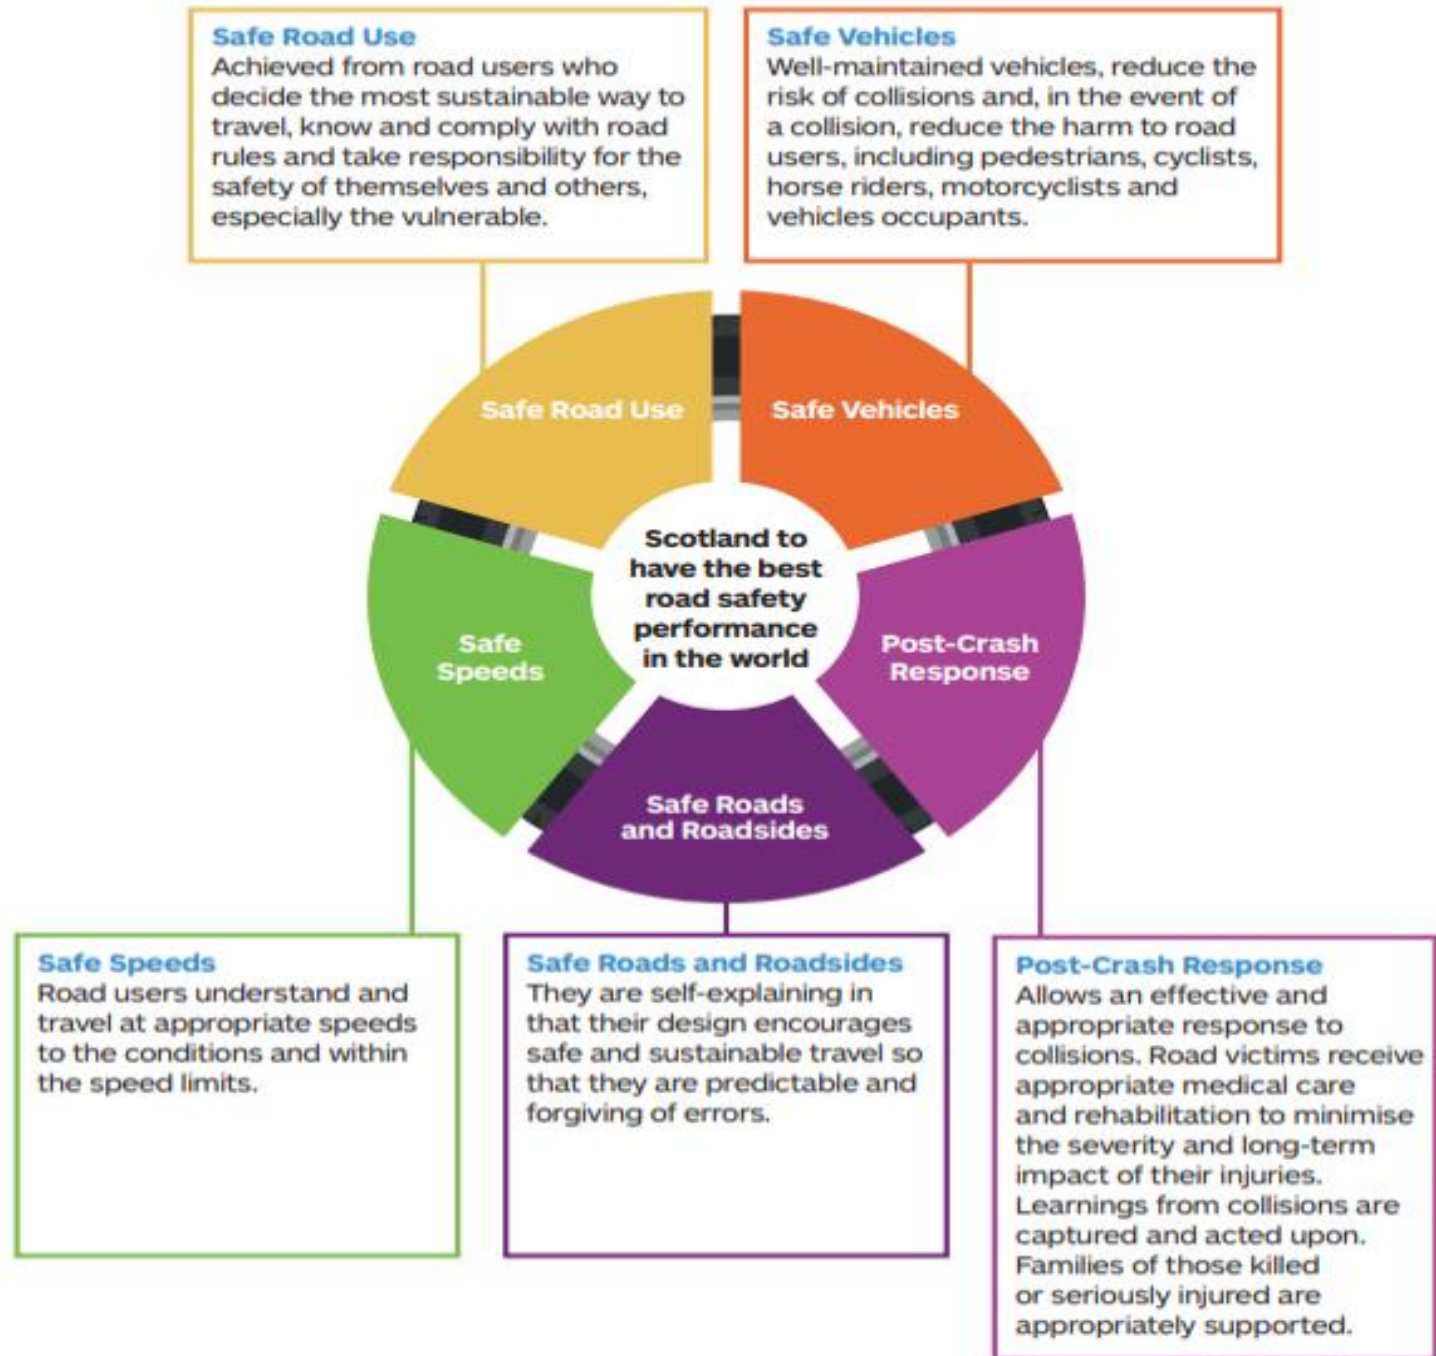 Safe Road Use
Achieved from road users who
decide the most sustainable way to
travel, know and comply with road
rules and take responsibility for the
safety of themselves and others,
especially the vulnerable.
Safe Vehicles
Well-maintained vehicles, reduce the
risk of collisions and, in the event of
a collision, reduce the harm to road
users, including pedestrians, cyclists,
horse riders, motorcyclists and
vehicles occupants.
Safe Road Use
Safe Vehicles
Scotland to
have the best
road safety
performance
in the world
Safe
Speeds
Post-Crash
Response
Safe Roads
and Roadsides
Safe Speeds
Road users understand and
travel at appropriate speeds
to the conditions and within
the speed limits.
Safe Roads and Roadsides
They are self-explaining in
that their design encourages
safe and sustainable travel so
that they are predictable and
forgiving of errors.
Post-Crash Response
Allows an effective and
appropriate response to
collisions. Road victims receive
appropriate medical care
and rehabilitation to minimise
the severity and long-term
impact of their injuries.
Learnings from collisions are
captured and acted upon.
Families of those killed
or seriously injured are
appropriately supported.